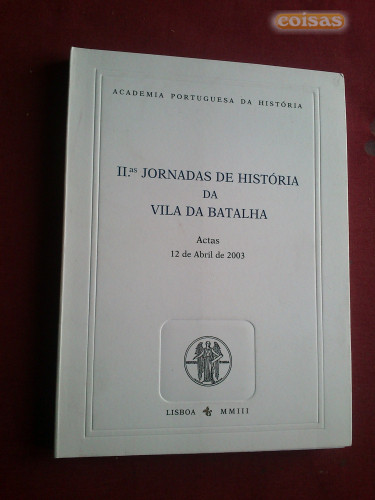 coisas
ACADEMIA PORTUGUESA DA HISTÓRIA
II.as JORNADAS DE HISTÓRIA
DA
VILA DA BATALHA
Actas
12 de Abril de 2003
LISBOA MMIII